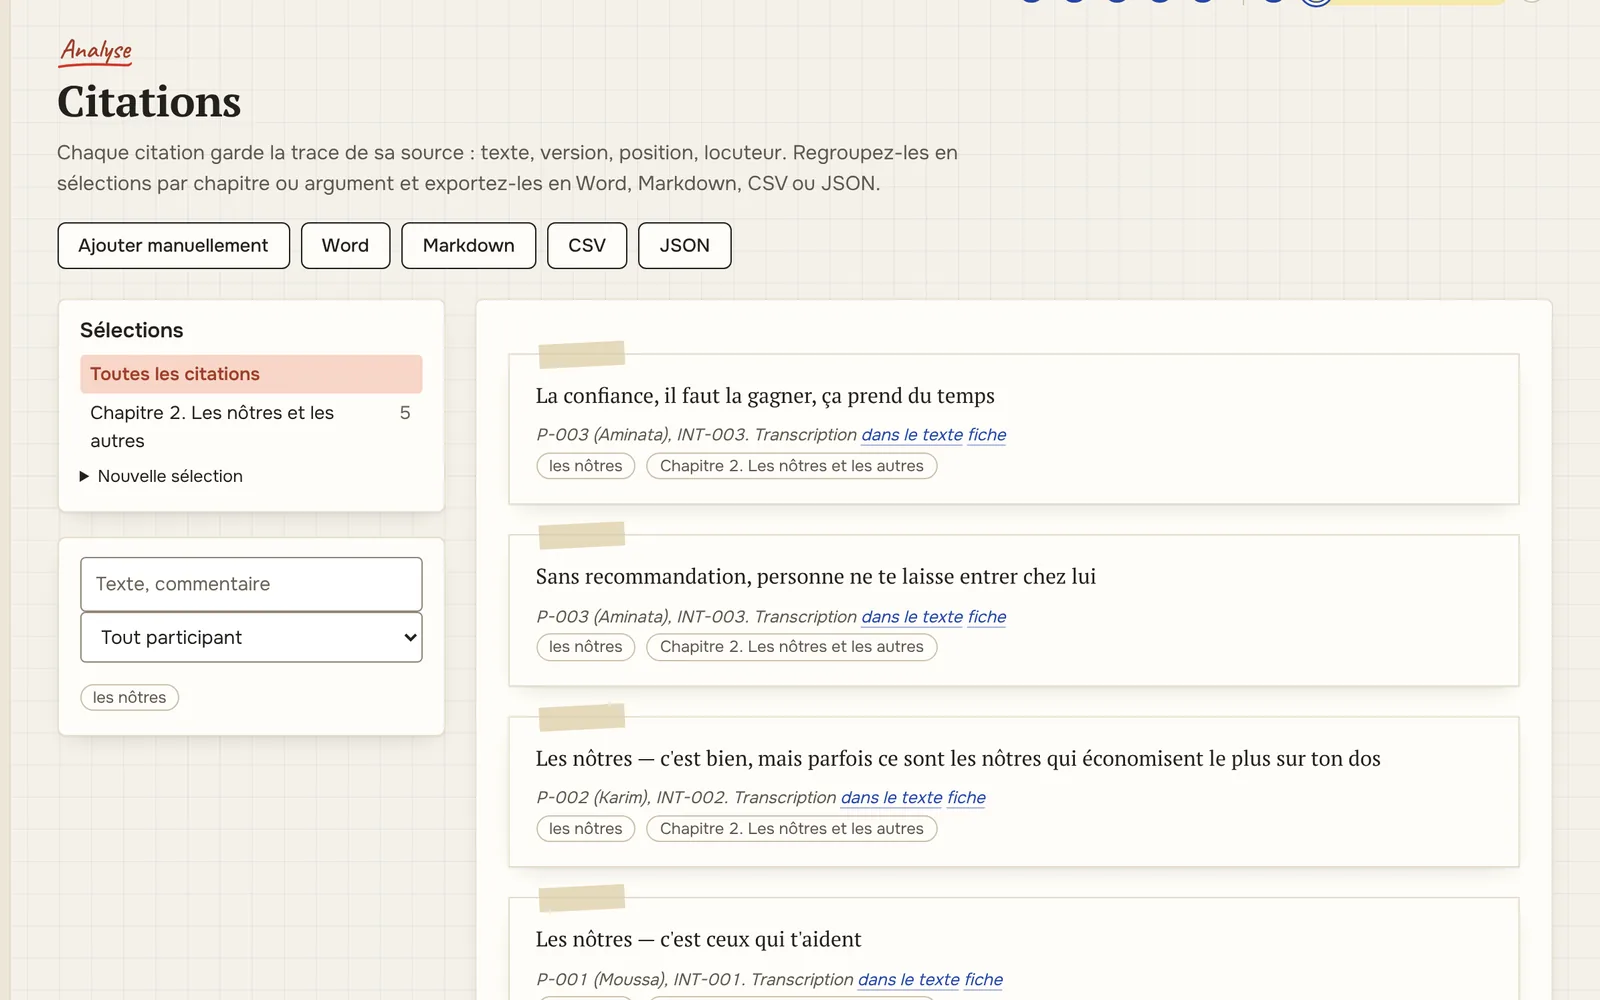 Analyse
Citations
Chaque citation garde la trace de sa source : texte, version, position, locuteur. Regroupez-les en
sélections par chapitre ou argument et exportez-les en Word, Markdown, CSV ou JSON.
Ajouter manuellement
Word
Markdown
CSV
JSON
Sélections
Toutes les citations
Chapitre 2. Les nôtres et les 5
autres
▶ Nouvelle sélection
Texte, commentaire
Tout participant
les nôtres
La confiance, il faut la gagner, ça prend du temps
P-003 (Aminata), INT-003. Transcription dans le texte fiche
les nôtres Chapitre 2. Les nôtres et les autres
Sans recommandation, personne ne te laisse entrer chez lui
P-003 (Aminata), INT-003. Transcription dans le texte fiche
les nôtres Chapitre 2. Les nôtres et les autres
Les nôtres — c'est bien, mais parfois ce sont les nôtres qui économisent le plus sur ton dos
P-002 (Karim), INT-002. Transcription dans le texte fiche
les nôtres Chapitre 2. Les nôtres et les autres
Les nôtres — c'est ceux qui t'aident
P-001 (Moussa), INT-001. Transcription dans le texte fiche